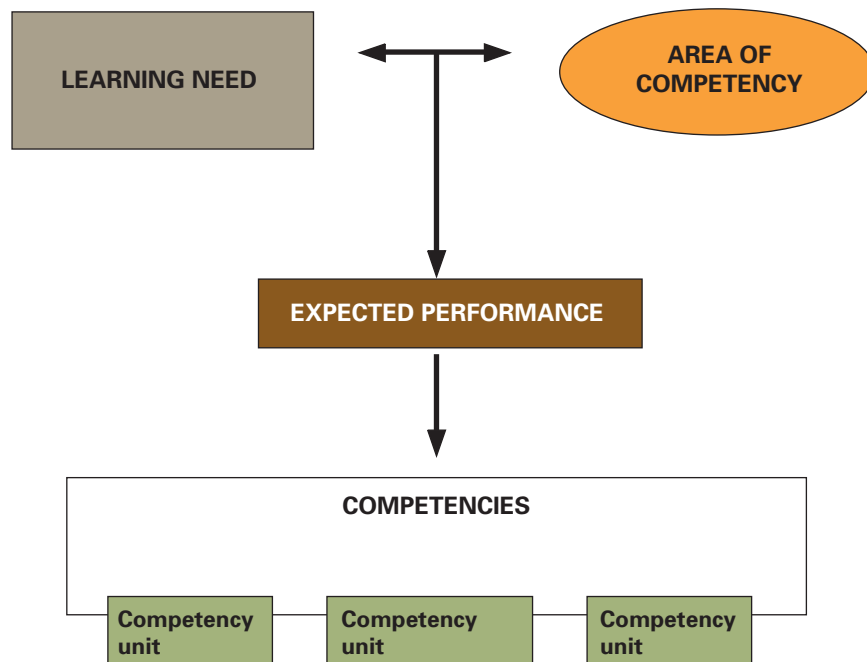 LEARNING NEED
AREA OF
COMPETENCY
EXPECTED PERFORMANCE
COMPETENCIES
Competency
unit
Competency
unit
Competency
unit